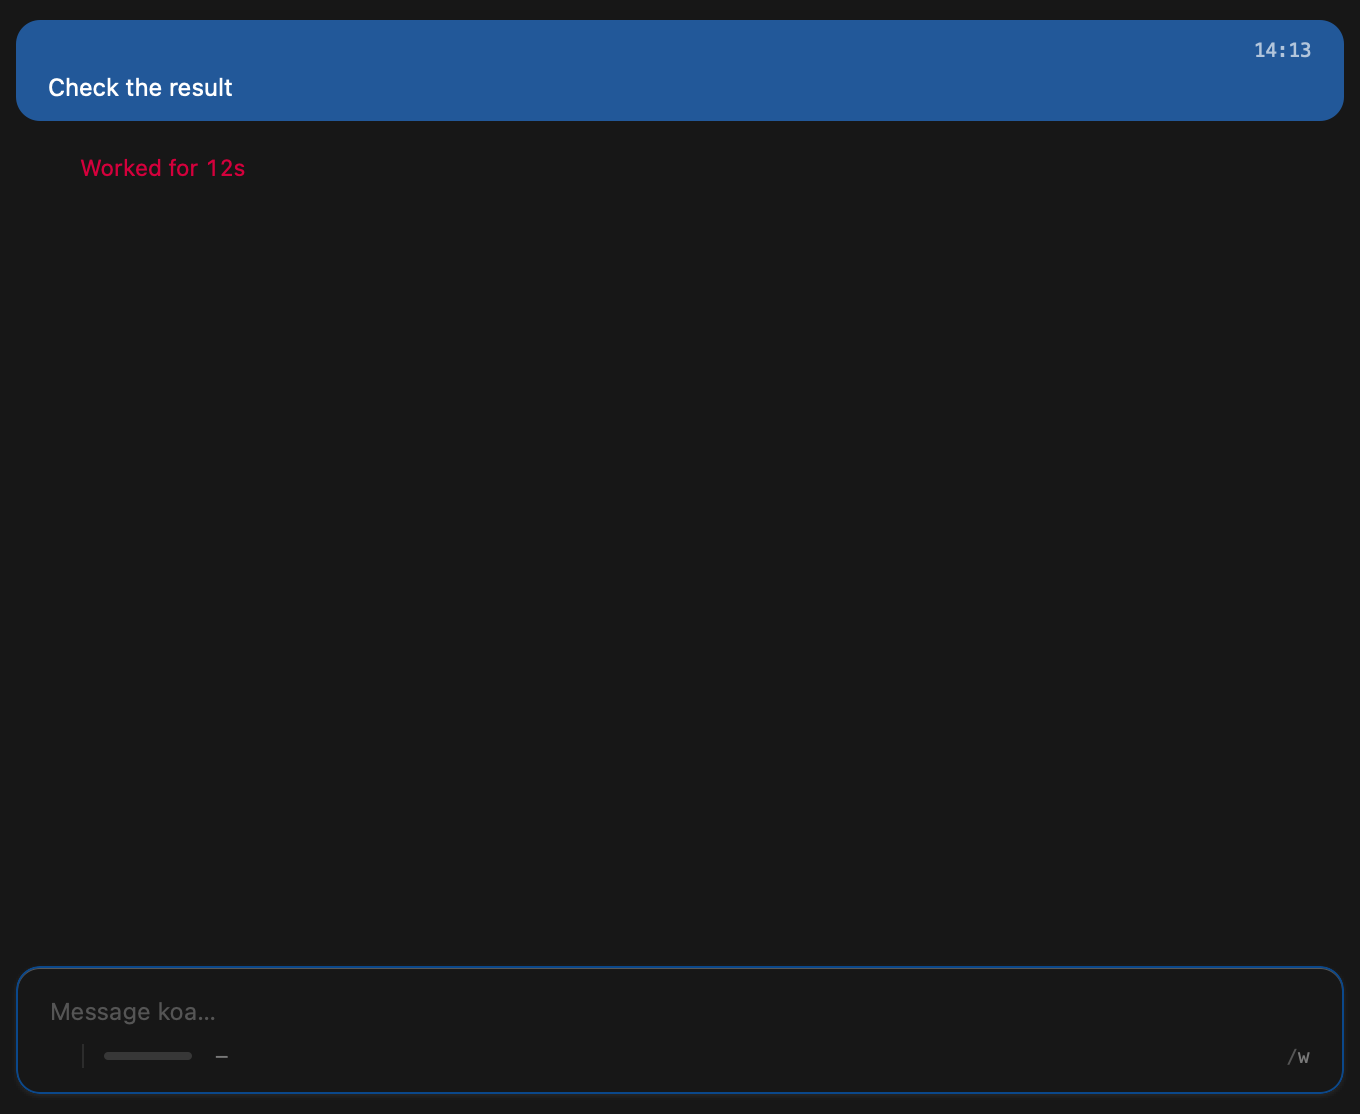 14:13
Check the result
Worked for 12s
Message koa...
—
/w